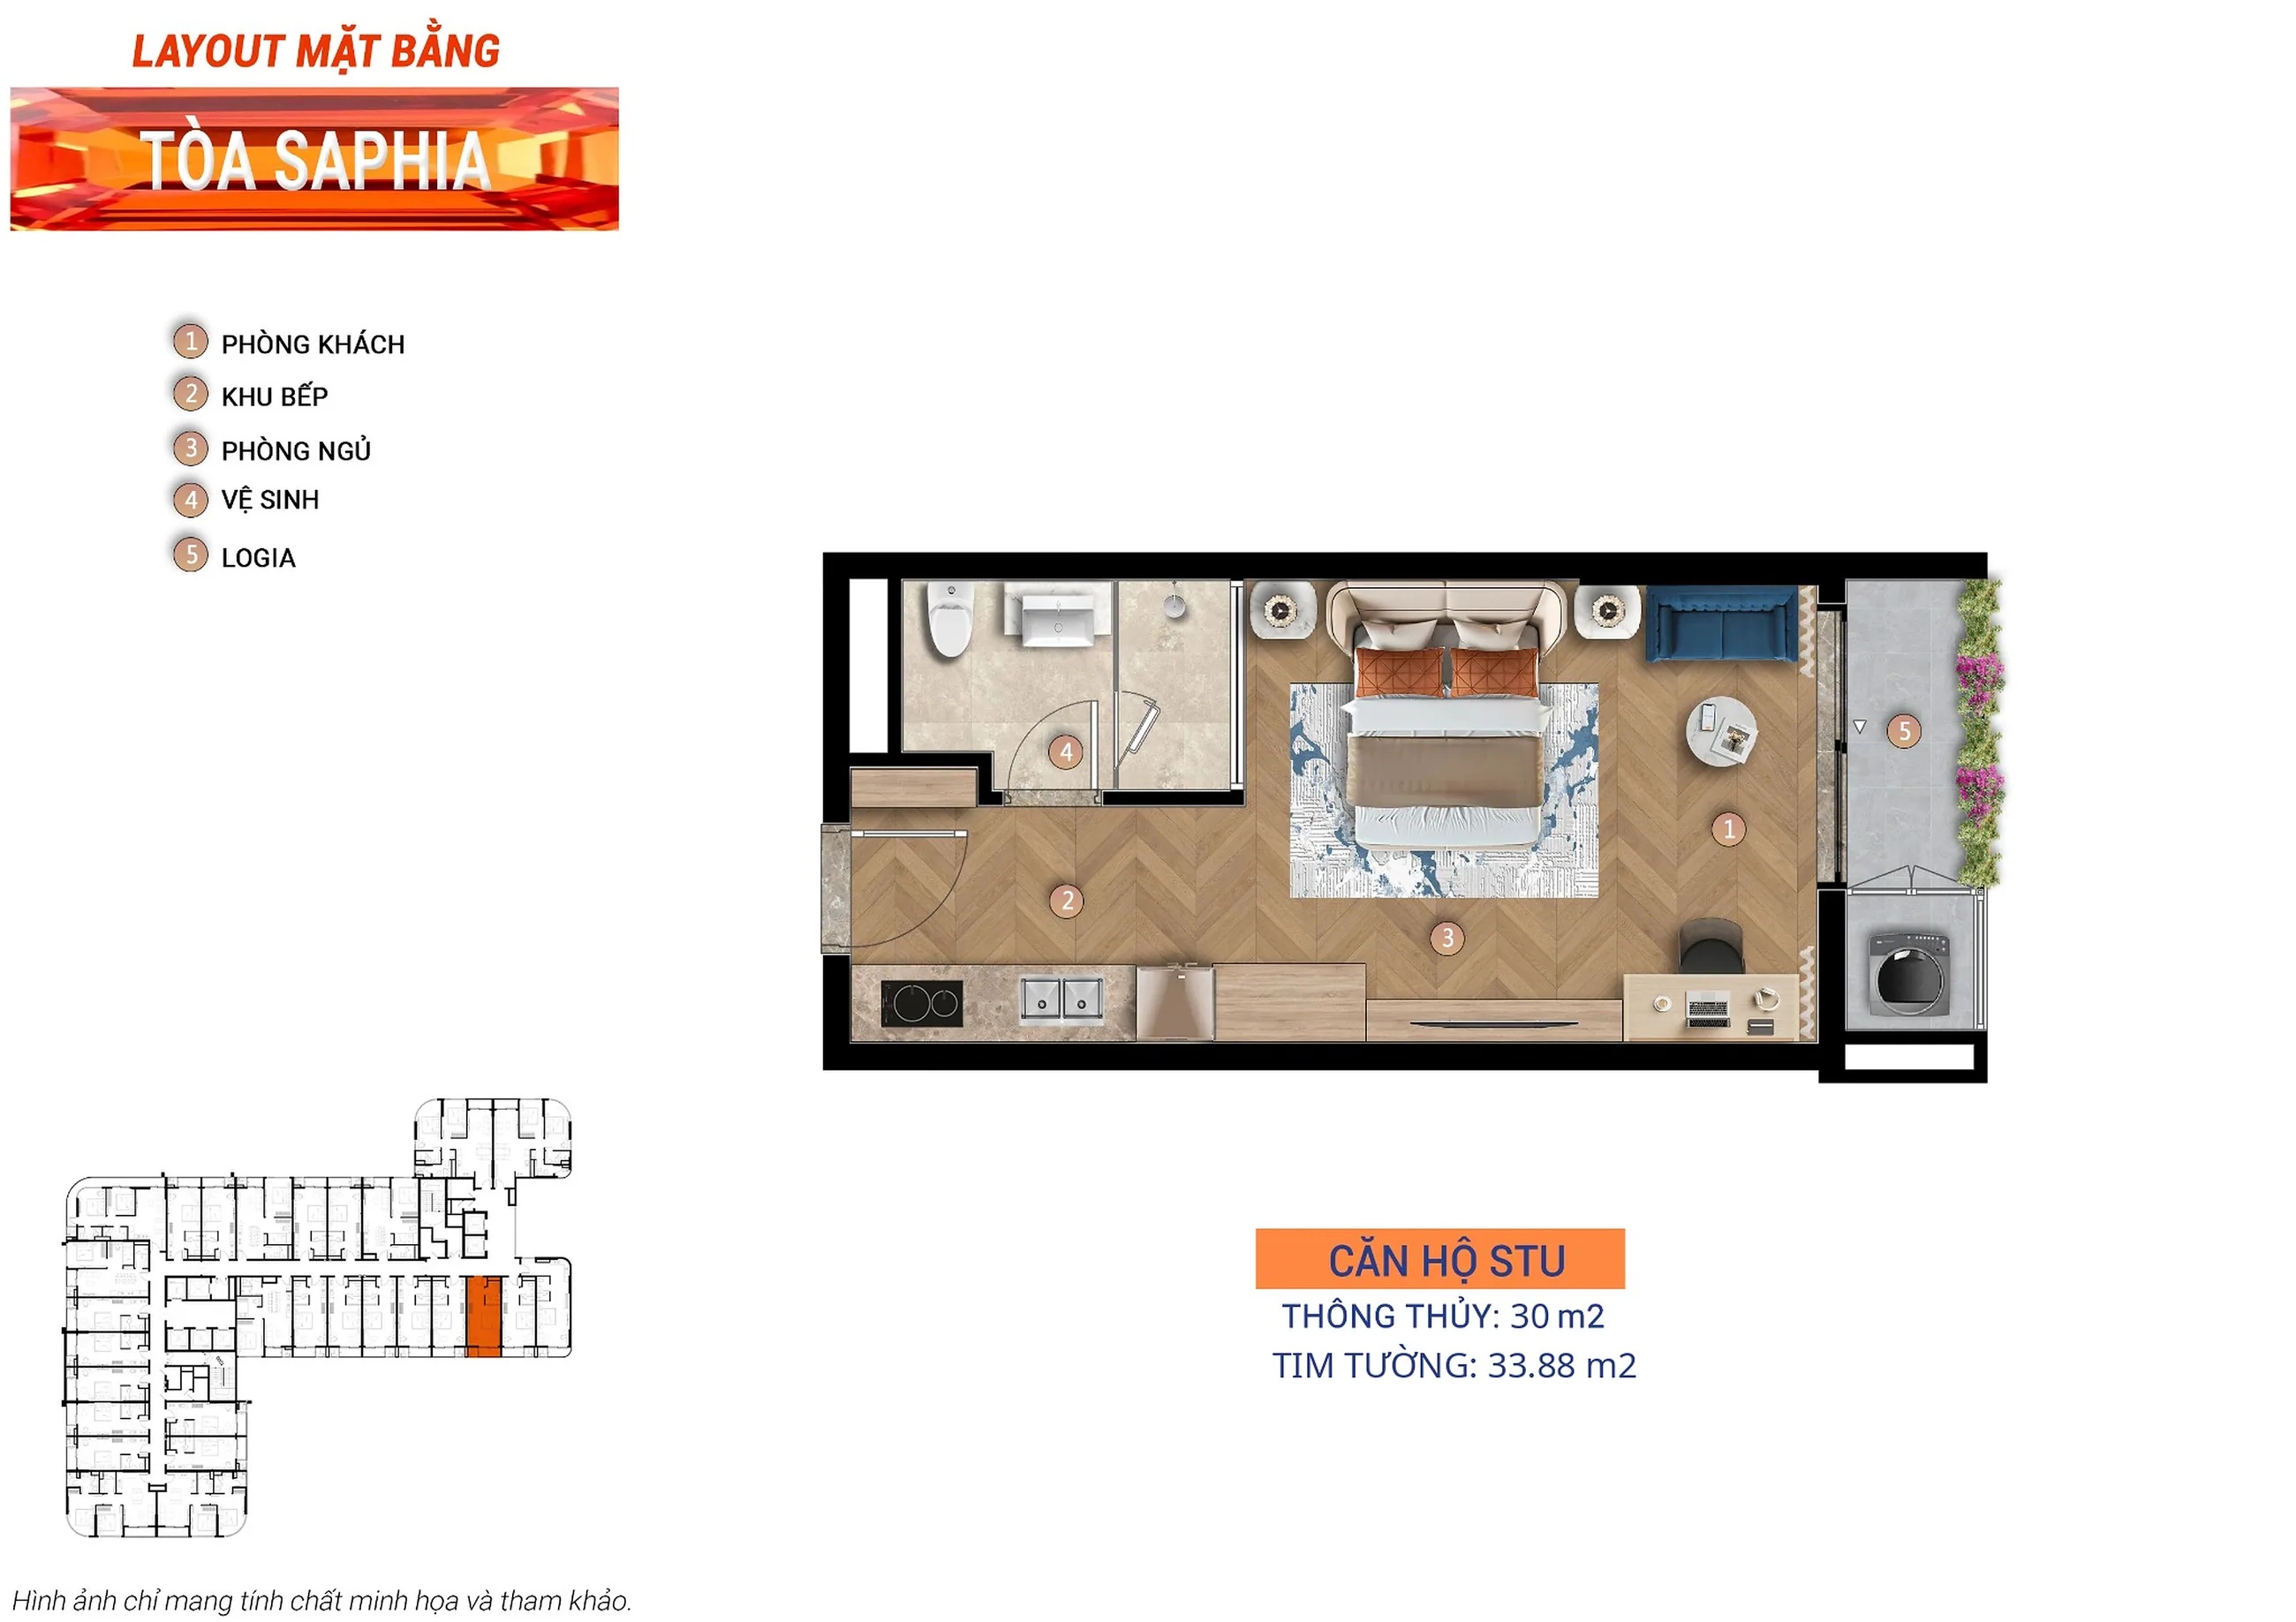 LAYOUT MẶT BẰNG
TÒA SAPHIA
1 PHÒNG KHÁCH
2 KHU BẾP
3 PHÒNG NGỦ
4 VỆ SINH
5 LOGIA
4
5
1
2
3
CĂN HỘ STU
THÔNG THỦY: 30 m2
TIM TƯỜNG: 33.88 m2
Hình ảnh chỉ mang tính chất minh họa và tham khảo.